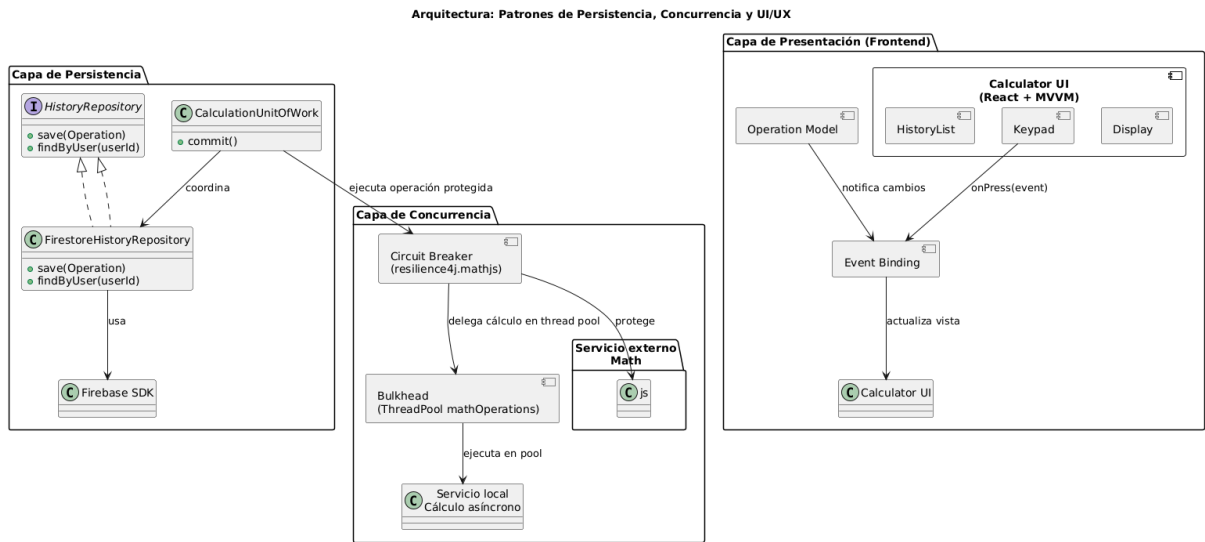 Arquitectura: Patrones de Persistencia, Concurrencia y UI/UX
Capa de Persistencia
I HistoryRepository
save(Operation)
findByUser(userId)
C CalculationUnitOfWork
commit()
coordina
ejecuta operación protegida
C FirestoreHistoryRepository
save(Operation)
findByUser(userId)
usa
C Firebase SDK
Capa de Concurrencia
Circuit Breaker
(resilience4j.mathjs)
delega cálculo en thread pool
protege
Servicio externo
Math
C js
Bulkhead
(ThreadPool mathOperations)
ejecuta en pool
C Servicio local
Cálculo asíncrono
Capa de Presentación (Frontend)
Calculator UI
(React + MVVM)
Operation Model
HistoryList
Keypad
Display
notifica cambios
onPress(event)
Event Binding
actualiza vista
C Calculator UI